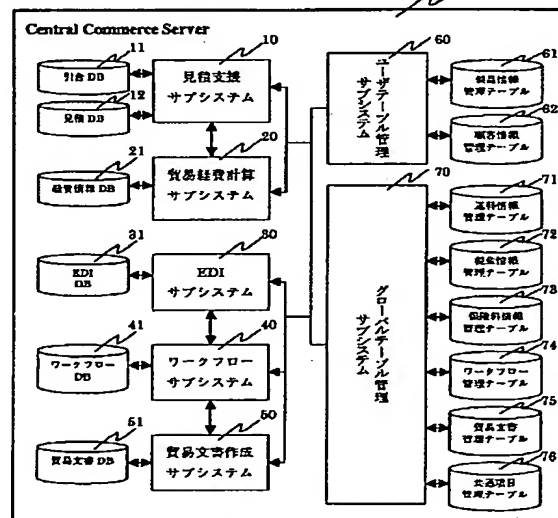 Central Commerce Server
11
引合 DB
12
見積 DB
10
見積支援
サブシステム
21
経費情報 DB
20
貿易経費計算
サブシステム
31
EDI
DB
30
EDI
サブシステム
41
ワークフロー
DB
40
ワークフロー
サブシステム
51
貿易文書 DB
50
貿易文書作成
サブシステム
60
ユーザテーブル管理
サブシステム
61
製品情報
管理テーブル
62
顧客情報
管理テーブル
70
グローバルテーブル管理
サブシステム
71
送料情報
管理テーブル
72
税金情報
管理テーブル
73
保険料情報
管理テーブル
74
ワークフロー
管理テーブル
75
貿易文書
管理テーブル
76
共通項目
管理テーブル